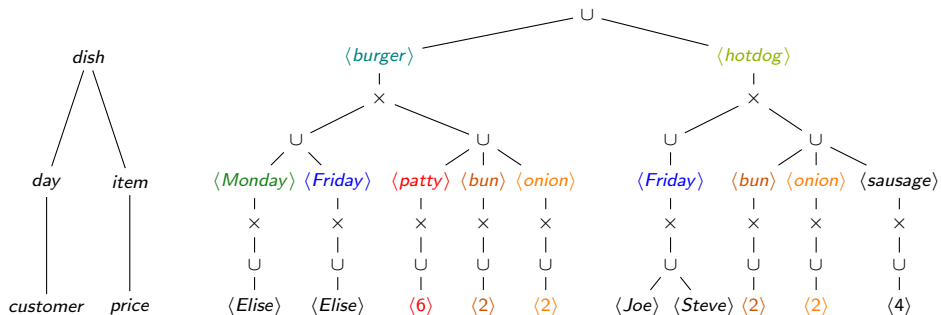 ∪
dish ⟨burger⟩ ⟨hotdog⟩
× ×
∪ ∪ ∪ ∪
day item ⟨Monday⟩ ⟨Friday⟩ ⟨patty⟩ ⟨bun⟩ ⟨onion⟩ ⟨Friday⟩ ⟨bun⟩ ⟨onion⟩ ⟨sausage⟩
× × × × × × × × ×
∪ ∪ ∪ ∪ ∪ ∪ ∪ ∪ ∪
customer price ⟨Elise⟩ ⟨Elise⟩ ⟨6⟩ ⟨2⟩ ⟨2⟩ ⟨Joe⟩ ⟨Steve⟩ ⟨2⟩ ⟨2⟩ ⟨4⟩